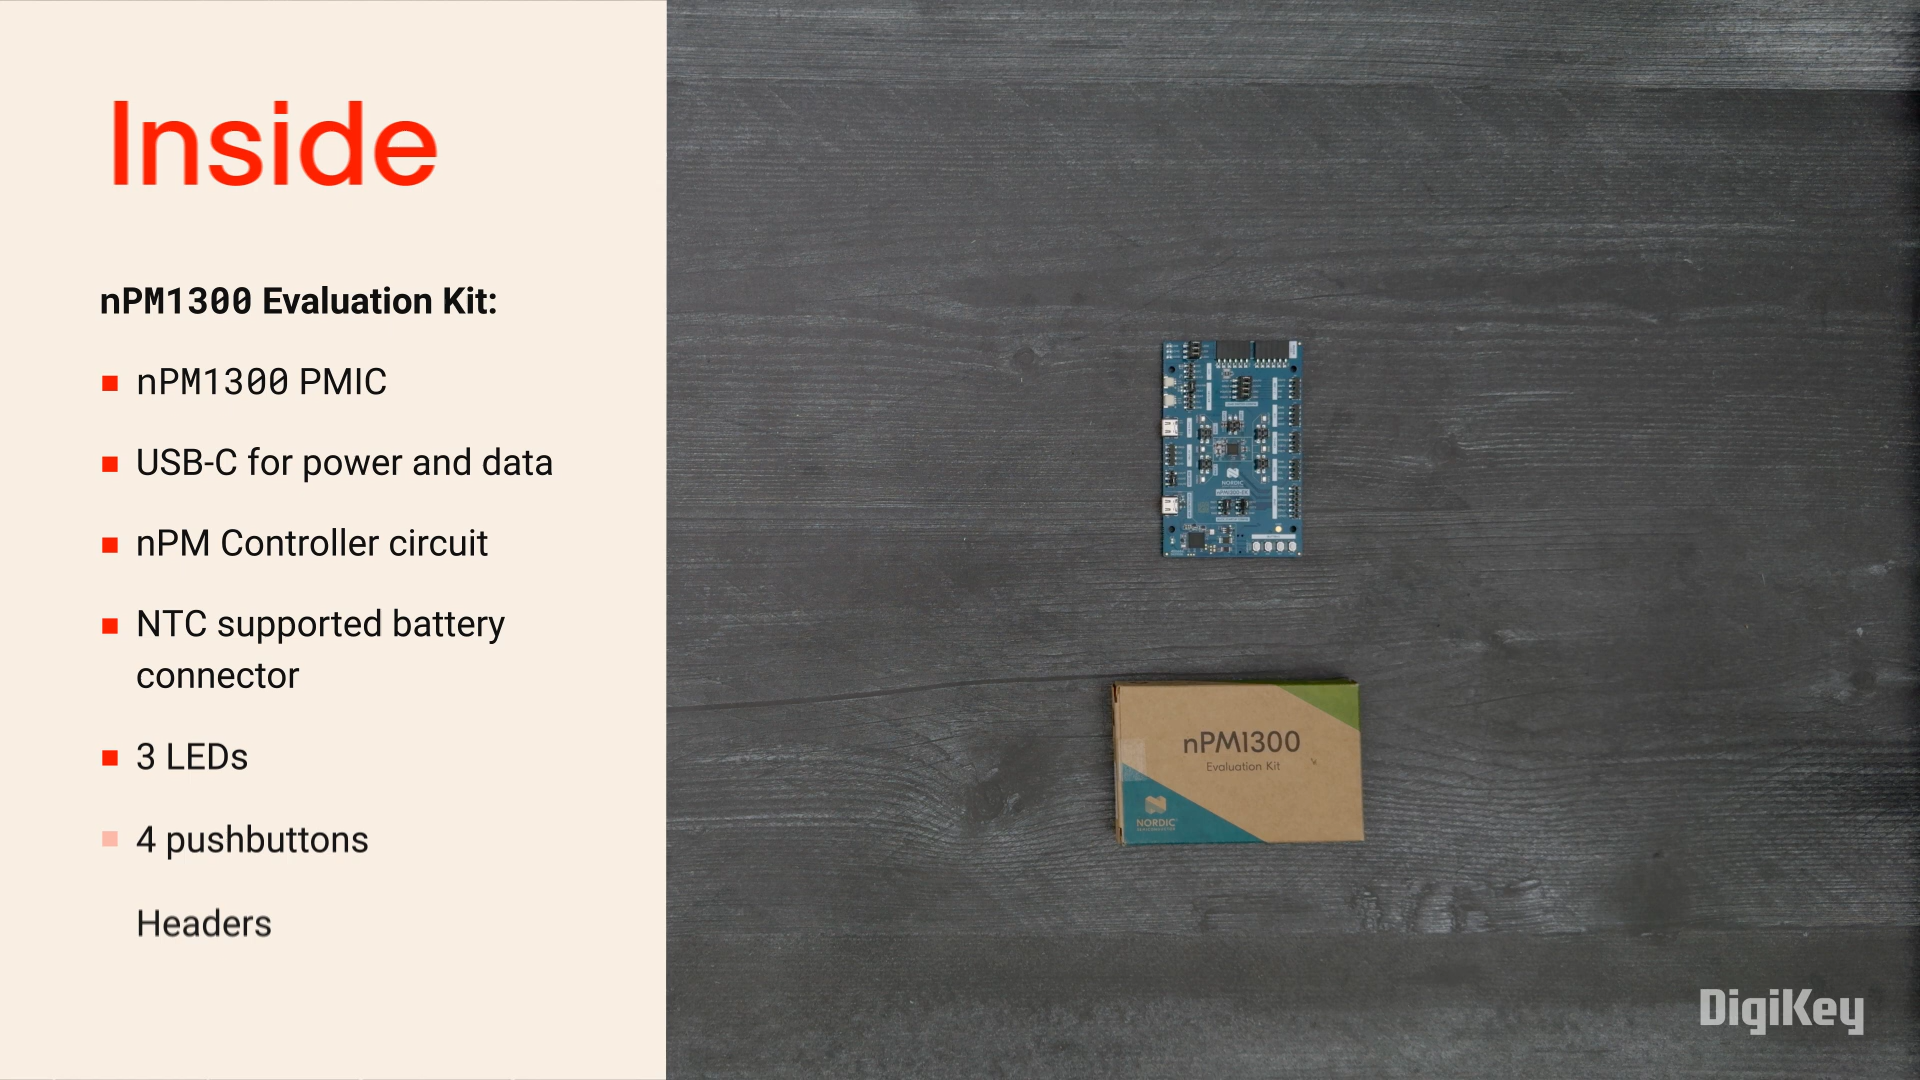 Inside
nPM1300 Evaluation Kit:
nPM1300 PMIC
USB-C for power and data
nPM Controller circuit
NTC supported battery
connector
3 LEDs
4 pushbuttons
Headers
NORDIC
nPM1300
Evaluation Kit
NORDIC
DigiKey